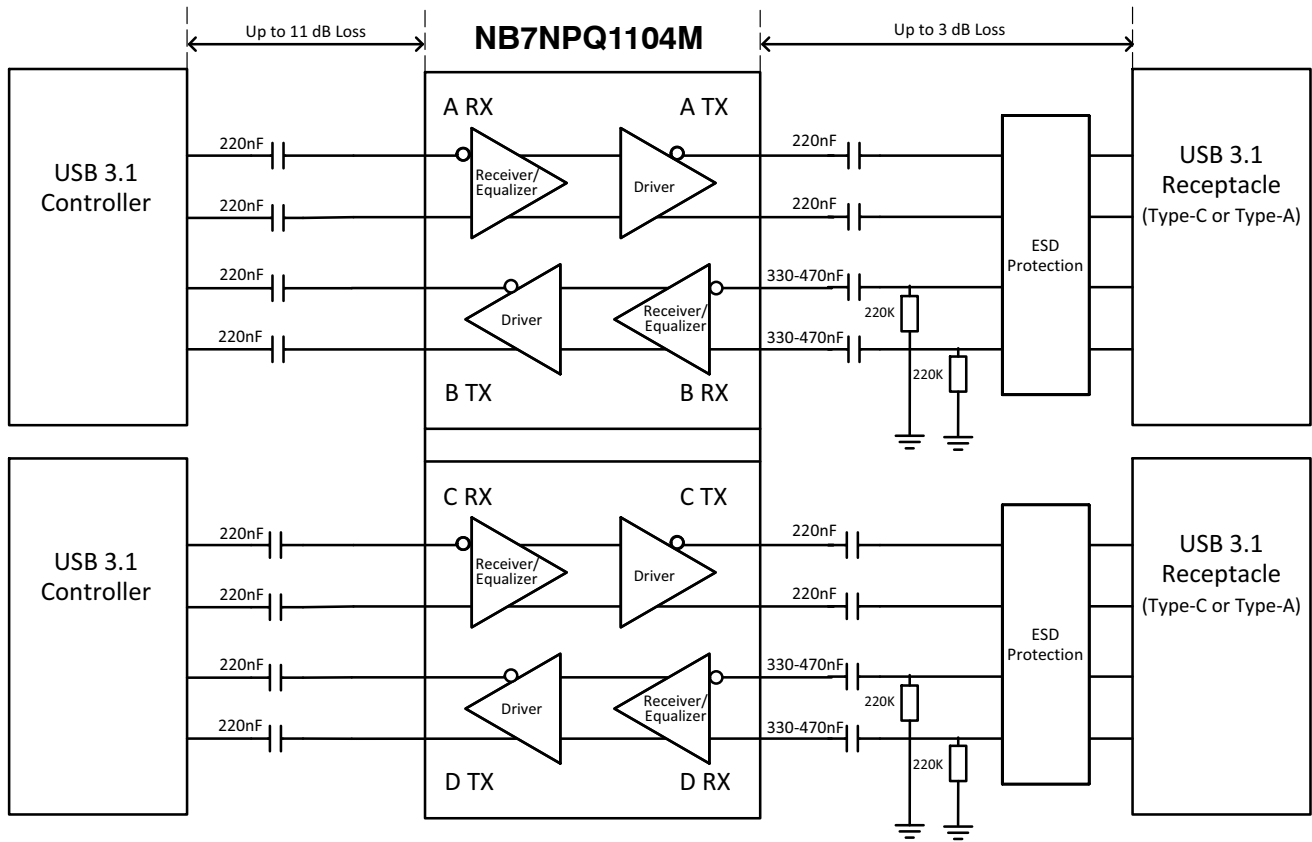 Up to 11 dB Loss
NB7NPQ1104M
Up to 3 dB Loss
A RX
A TX
220nF
220nF
USB 3.1
Controller
Receiver/
Equalizer
Driver
USB 3.1
Receptacle
(Type-C or Type-A)
220nF
220nF
ESD
Protection
220nF
330-470nF
Driver
Receiver/
Equalizer
220K
220nF
330-470nF
220K
B TX
B RX
C RX
C TX
220nF
220nF
USB 3.1
Controller
Receiver/
Equalizer
Driver
USB 3.1
Receptacle
(Type-C or Type-A)
220nF
220nF
ESD
Protection
220nF
330-470nF
Driver
Receiver/
Equalizer
220K
220nF
330-470nF
220K
D TX
D RX